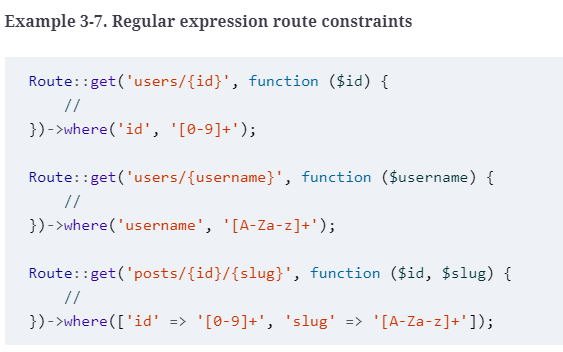 Example 3-7. Regular expression route constraints
Route::get('users/{id}', function ($id) {
    //
})->where('id', '[0-9]+');
Route::get('users/{username}', function ($username) {
    //
})->where('username', '[A-Za-z]+');
Route::get('posts/{id}/{slug}', function ($id, $slug) {
    //
})->where(['id' => '[0-9]+', 'slug' => '[A-Za-z]+']);